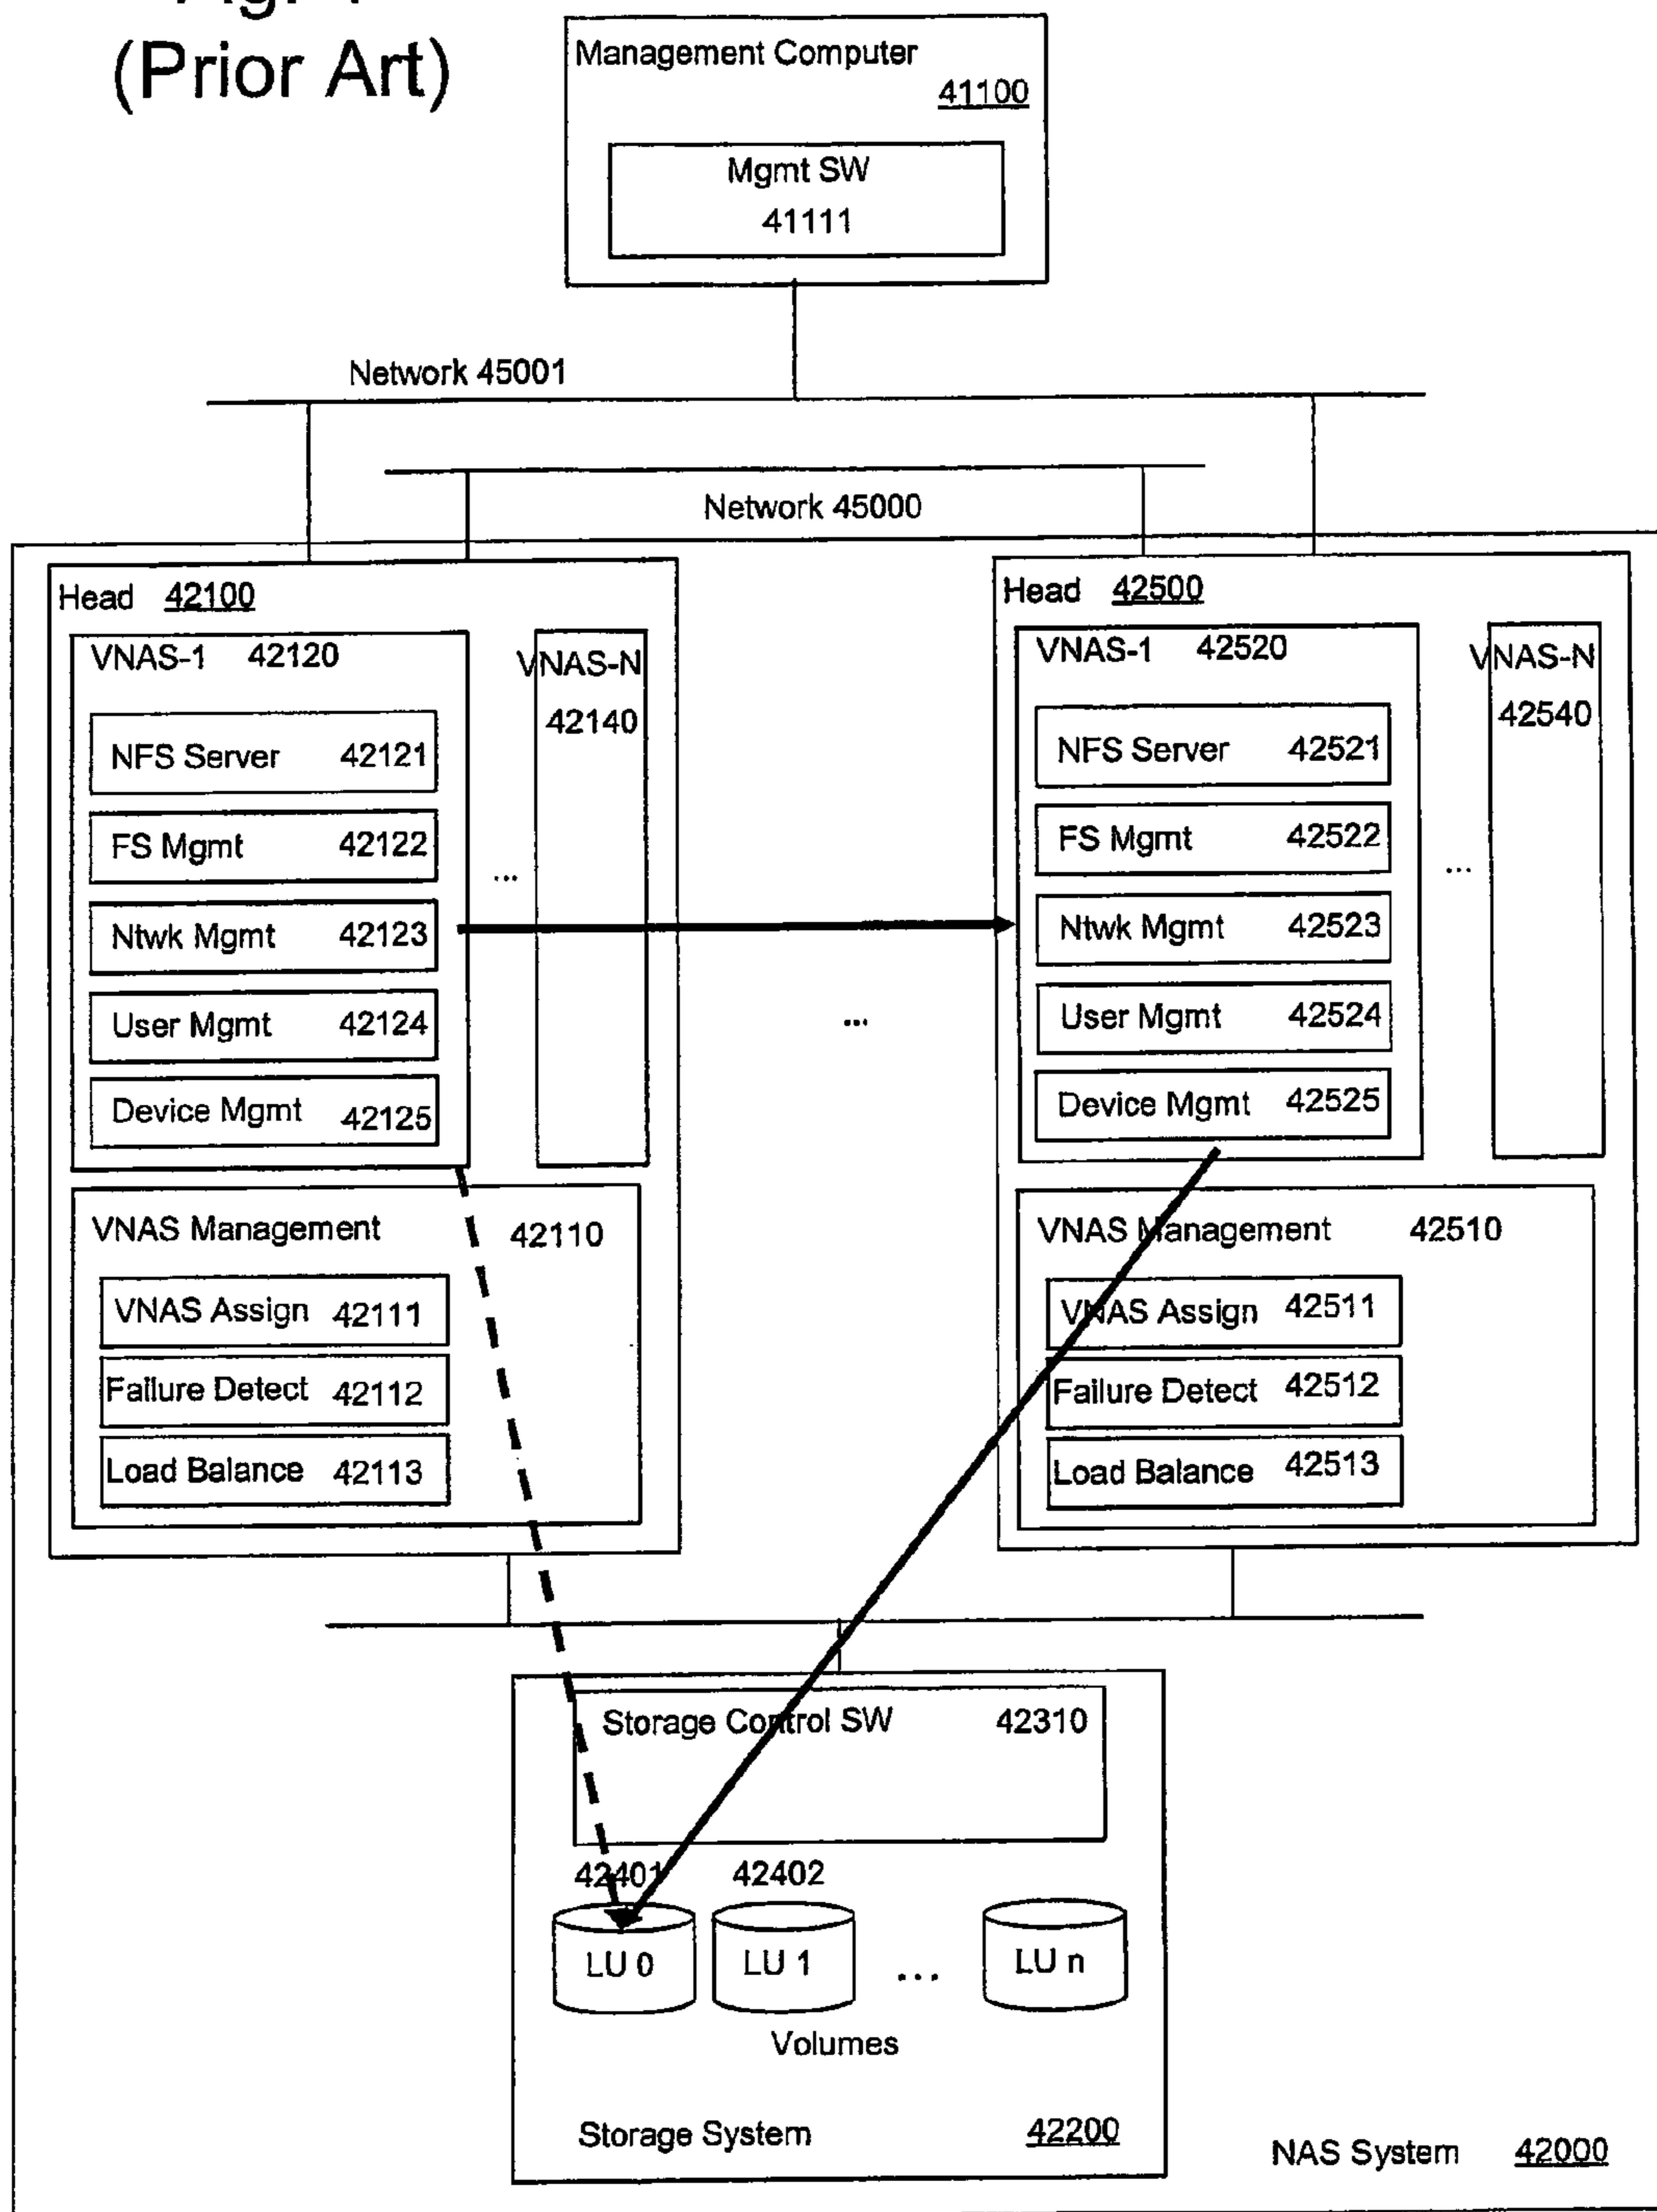 (Prior Art)
Management Computer
41100
Mgmt SW
41111
Network 45001
Network 45000
Head 42100
VNAS-1 42120
NFS Server 42121
FS Mgmt 42122
Ntwk Mgmt 42123
User Mgmt 42124
Device Mgmt 42125
...
VNAS-N
42140
VNAS Management 42110
VNAS Assign 42111
Failure Detect 42112
Load Balance 42113
...
Head 42500
VNAS-1 42520
NFS Server 42521
FS Mgmt 42522
Ntwk Mgmt 42523
User Mgmt 42524
Device Mgmt 42525
...
VNAS-N
42540
VNAS Management 42510
VNAS Assign 42511
Failure Detect 42512
Load Balance 42513
Storage Control SW 42310
42401 42402
LU 0 LU 1 ... LU n
Volumes
Storage System 42200
NAS System 42000